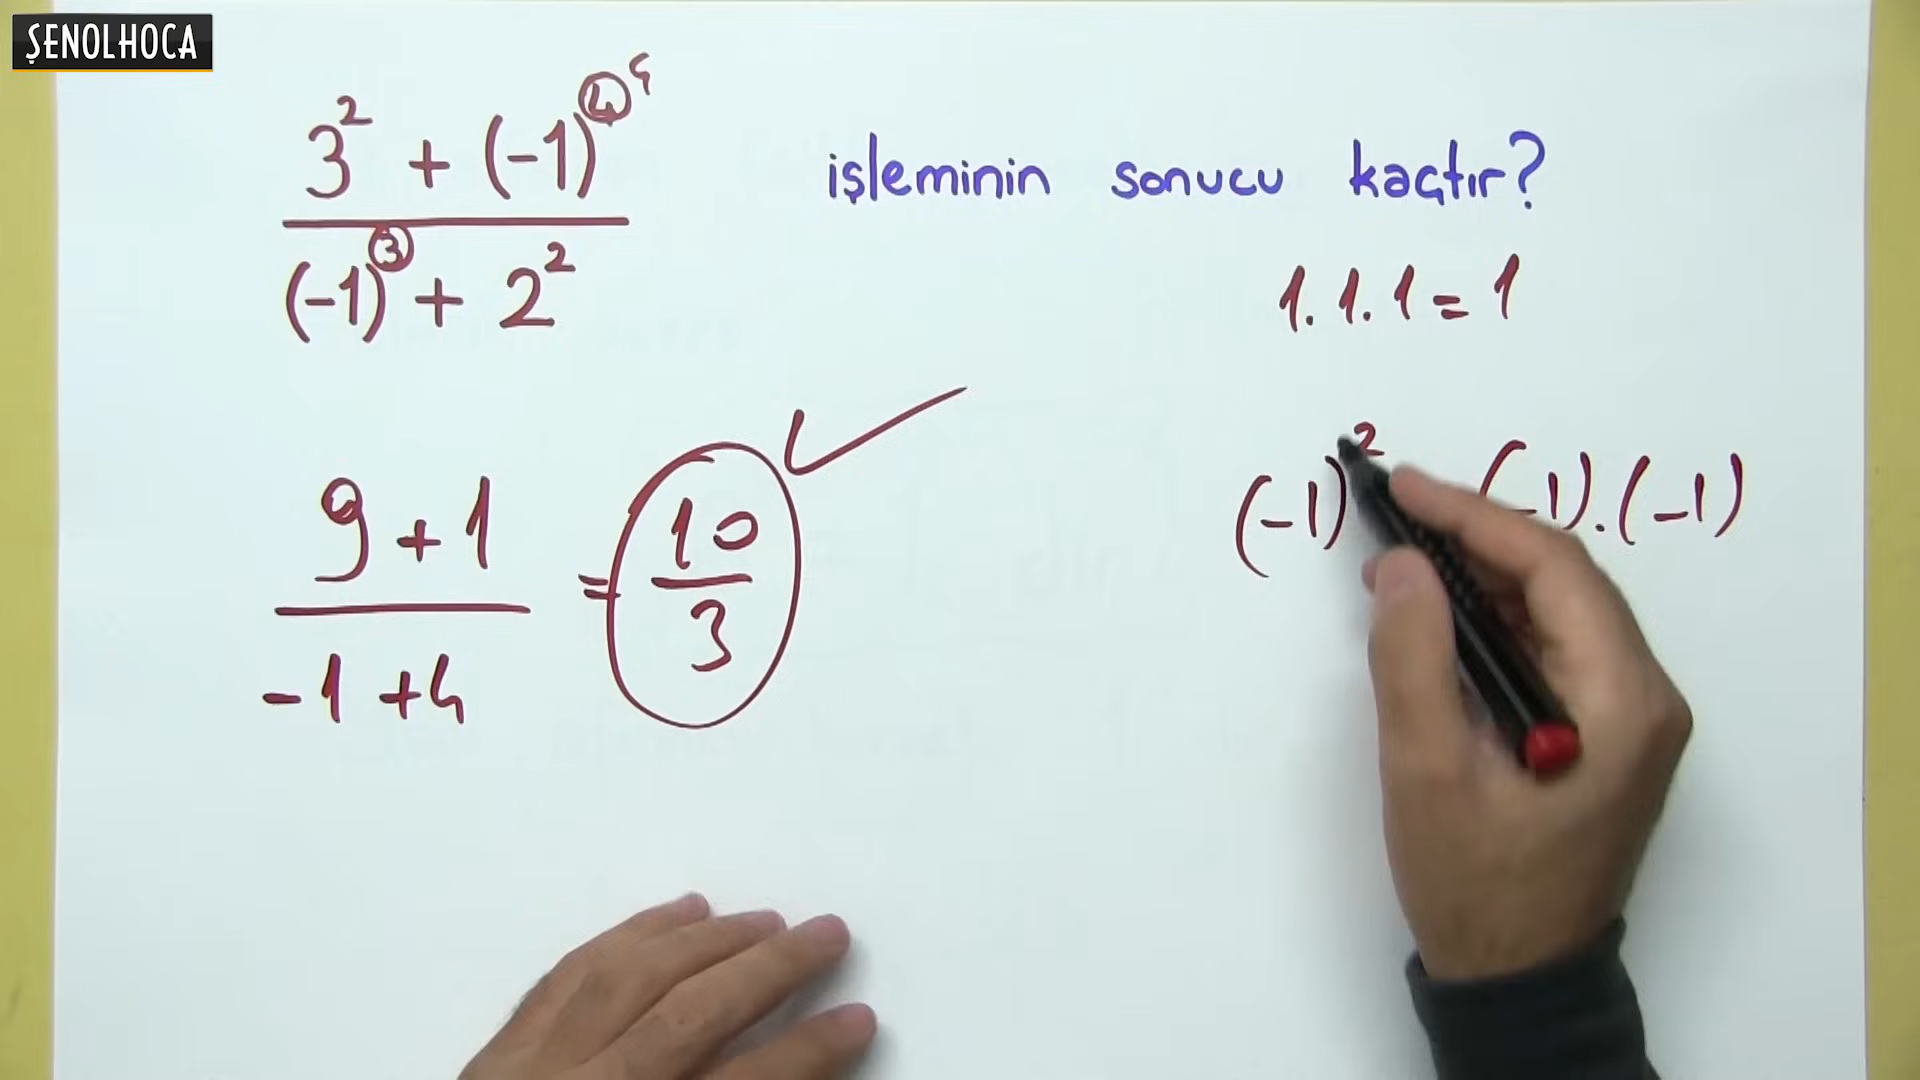 ŞENOLHOCA
3² + (-1)④ ⁴
işleminin sonucu kaçtır?
(-1)③ + 2²
1.1.1 = 1
(-1)² (-1).(-1)
9 + 1
= 10
3
-1 + 4